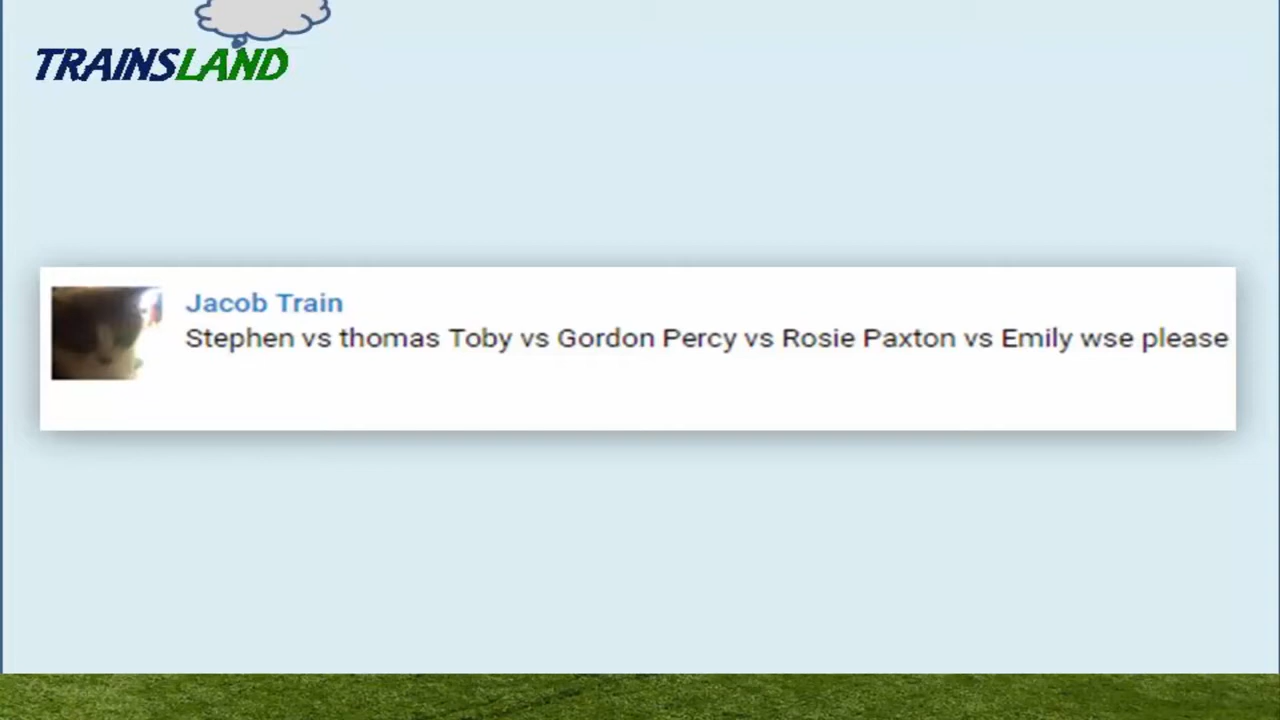 TRAINSLAND
Jacob Train
Stephen vs thomas Toby vs Gordon Percy vs Rosie Paxton vs Emily wse please